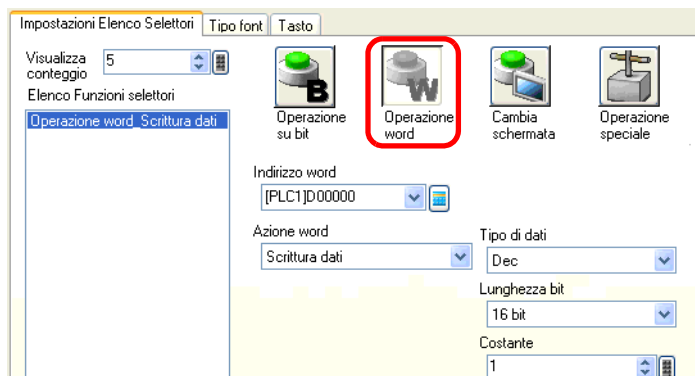 Impostazioni Elenco Selettori Tipo font Tasto
Visualizza
conteggio
5
Elenco Funzioni selettori
Operazione word_Scrittura dati
B
Operazione
su bit
W
Operazione
word
Cambia
schermata
Operazione
speciale
Indirizzo word
[PLC1]D00000
Azione word
Scrittura dati
Tipo di dati
Dec
Lunghezza bit
16 bit
Costante
1